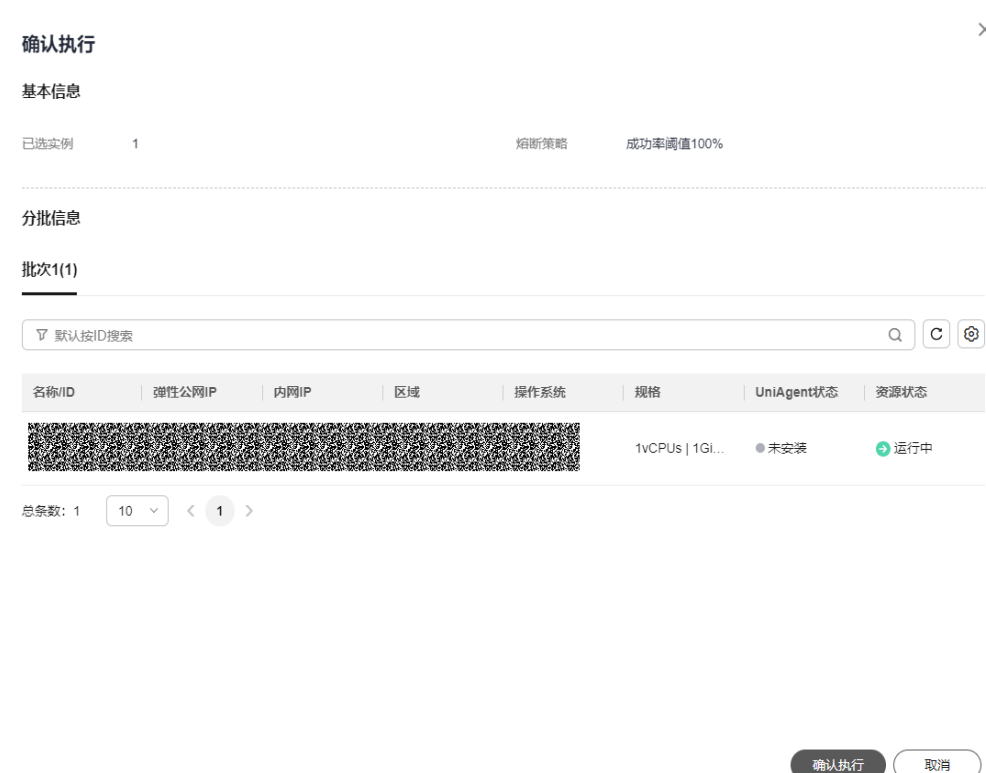 确认执行
基本信息
已选实例 1 熔断策略 成功率阈值100%
分批信息
批次1(1)
默认按ID搜索
名称/ID 弹性公网IP 内网IP 区域 操作系统 规格 UniAgent状态 资源状态
1vCPUs | 1Gi... 未安装 运行中
总条数：1 10 1
确认执行 取消